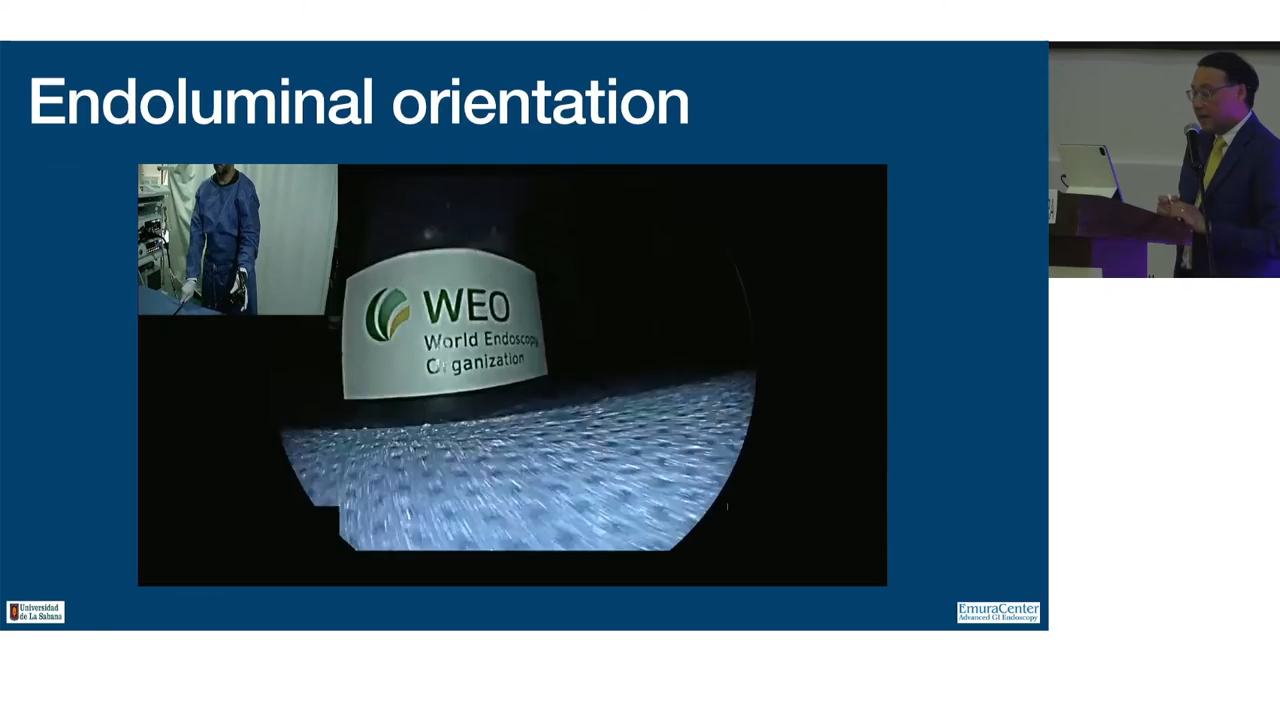 Endoluminal orientation
WEO
World Endoscopy
Organization
Universidad
de La Sabana
EmuraCenter
Advanced GI Endoscopy